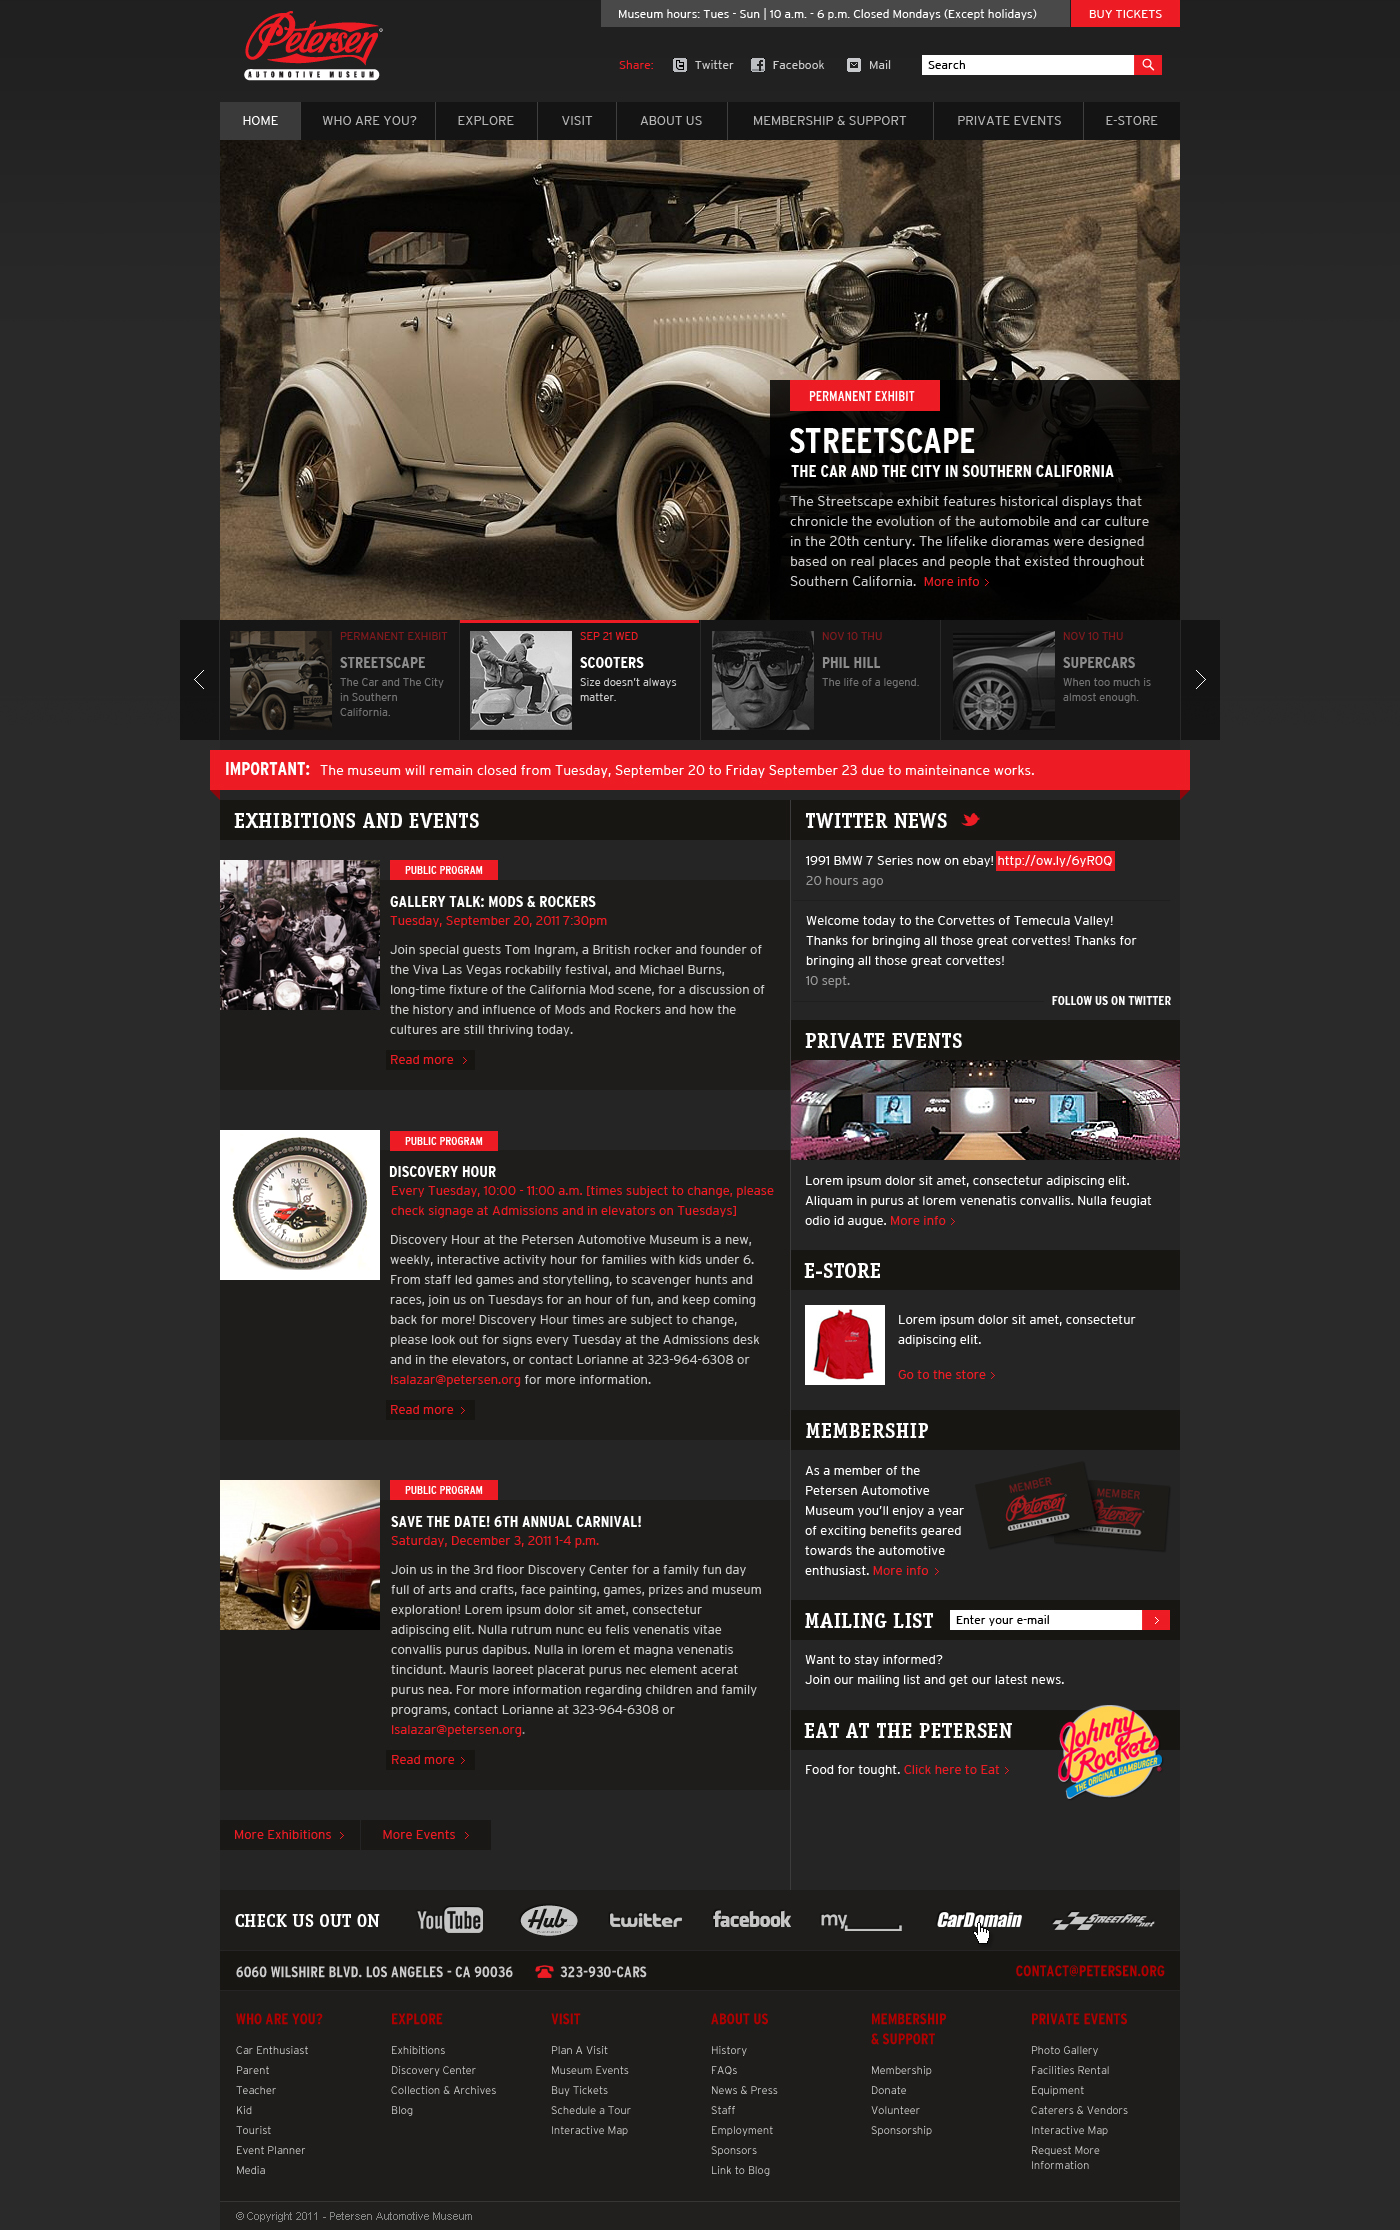 Petersen
AUTOMOTIVE MUSEUM
Museum hours: Tues - Sun | 10 a.m. - 6 p.m. Closed Mondays (Except holidays)
BUY TICKETS
Share:
Twitter
Facebook
Mail
Search
HOME
WHO ARE YOU?
EXPLORE
VISIT
ABOUT US
MEMBERSHIP & SUPPORT
PRIVATE EVENTS
E-STORE
PERMANENT EXHIBIT
STREETSCAPE
THE CAR AND THE CITY IN SOUTHERN CALIFORNIA
The Streetscape exhibit features historical displays that
chronicle the evolution of the automobile and car culture
in the 20th century. The lifelike dioramas were designed
based on real places and people that existed throughout
Southern California. More info >
PERMANENT EXHIBIT
STREETSCAPE
The Car and The City
in Southern
California.
SEP 21 WED
SCOOTERS
Size doesn't always
matter.
NOV 10 THU
PHIL HILL
The life of a legend.
NOV 10 THU
SUPERCARS
When too much is
almost enough.
IMPORTANT: The museum will remain closed from Tuesday, September 20 to Friday September 23 due to mainteinance works.
EXHIBITIONS AND EVENTS
PUBLIC PROGRAM
GALLERY TALK: MODS & ROCKERS
Tuesday, September 20, 2011 7:30pm
Join special guests Tom Ingram, a British rocker and founder of
the Viva Las Vegas rockabilly festival, and Michael Burns,
long-time fixture of the California Mod scene, for a discussion of
the history and influence of Mods and Rockers and how the
cultures are still thriving today.
Read more >
PUBLIC PROGRAM
DISCOVERY HOUR
Every Tuesday, 10:00 - 11:00 a.m. [times subject to change, please
check signage at Admissions and in elevators on Tuesdays]
Discovery Hour at the Petersen Automotive Museum is a new,
weekly, interactive activity hour for families with kids under 6.
From staff led games and storytelling, to scavenger hunts and
races, join us on Tuesdays for an hour of fun, and keep coming
back for more! Discovery Hour times are subject to change,
please look out for signs every Tuesday at the Admissions desk
and in the elevators, or contact Lorianne at 323-964-6308 or
lsalazar@petersen.org for more information.
Read more >
PUBLIC PROGRAM
SAVE THE DATE! 6TH ANNUAL CARNIVAL!
Saturday, December 3, 2011 1-4 p.m.
Join us in the 3rd floor Discovery Center for a family fun day
full of arts and crafts, face painting, games, prizes and museum
exploration! Lorem ipsum dolor sit amet, consectetur
adipiscing elit. Nulla rutrum nunc eu felis venenatis vitae
convallis purus dapibus. Nulla in lorem et magna venenatis
tincidunt. Mauris laoreet placerat purus nec element acerat
purus nea. For more information regarding children and family
programs, contact Lorianne at 323-964-6308 or
lsalazar@petersen.org.
Read more >
More Exhibitions >
More Events >
TWITTER NEWS
1991 BMW 7 Series now on ebay! http://ow.ly/6yROQ
20 hours ago
Welcome today to the Corvettes of Temecula Valley!
Thanks for bringing all those great corvettes! Thanks for
bringing all those great corvettes!
10 sept.
FOLLOW US ON TWITTER
PRIVATE EVENTS
Lorem ipsum dolor sit amet, consectetur adipiscing elit.
Aliquam in purus at lorem venenatis convallis. Nulla feugiat
odio id augue. More info >
E-STORE
Lorem ipsum dolor sit amet, consectetur
adipiscing elit.
Go to the store >
MEMBERSHIP
As a member of the
Petersen Automotive
Museum you'll enjoy a year
of exciting benefits geared
towards the automotive
enthusiast. More info >
MEMBER
Petersen
AUTOMOTIVE MUSEUM
MEMBER
Petersen
MAILING LIST
Enter your e-mail
Want to stay informed?
Join our mailing list and get our latest news.
EAT AT THE PETERSEN
Food for tought. Click here to Eat >
Johnny
Rockets
THE ORIGINAL HAMBURGER
CHECK US OUT ON
YouTube
Hub
twitter
facebook
my
CarDomain
STREETFIRE.net
6060 WILSHIRE BLVD. LOS ANGELES - CA 90036
323-930-CARS
CONTACT@PETERSEN.ORG
WHO ARE YOU?
Car Enthusiast
Parent
Teacher
Kid
Tourist
Event Planner
Media
EXPLORE
Exhibitions
Discovery Center
Collection & Archives
Blog
VISIT
Plan A Visit
Museum Events
Buy Tickets
Schedule a Tour
Interactive Map
ABOUT US
History
FAQs
News & Press
Staff
Employment
Sponsors
Link to Blog
MEMBERSHIP
& SUPPORT
Membership
Donate
Volunteer
Sponsorship
PRIVATE EVENTS
Photo Gallery
Facilities Rental
Equipment
Caterers & Vendors
Interactive Map
Request More
Information
© Copyright 2011 - Petersen Automotive Museum